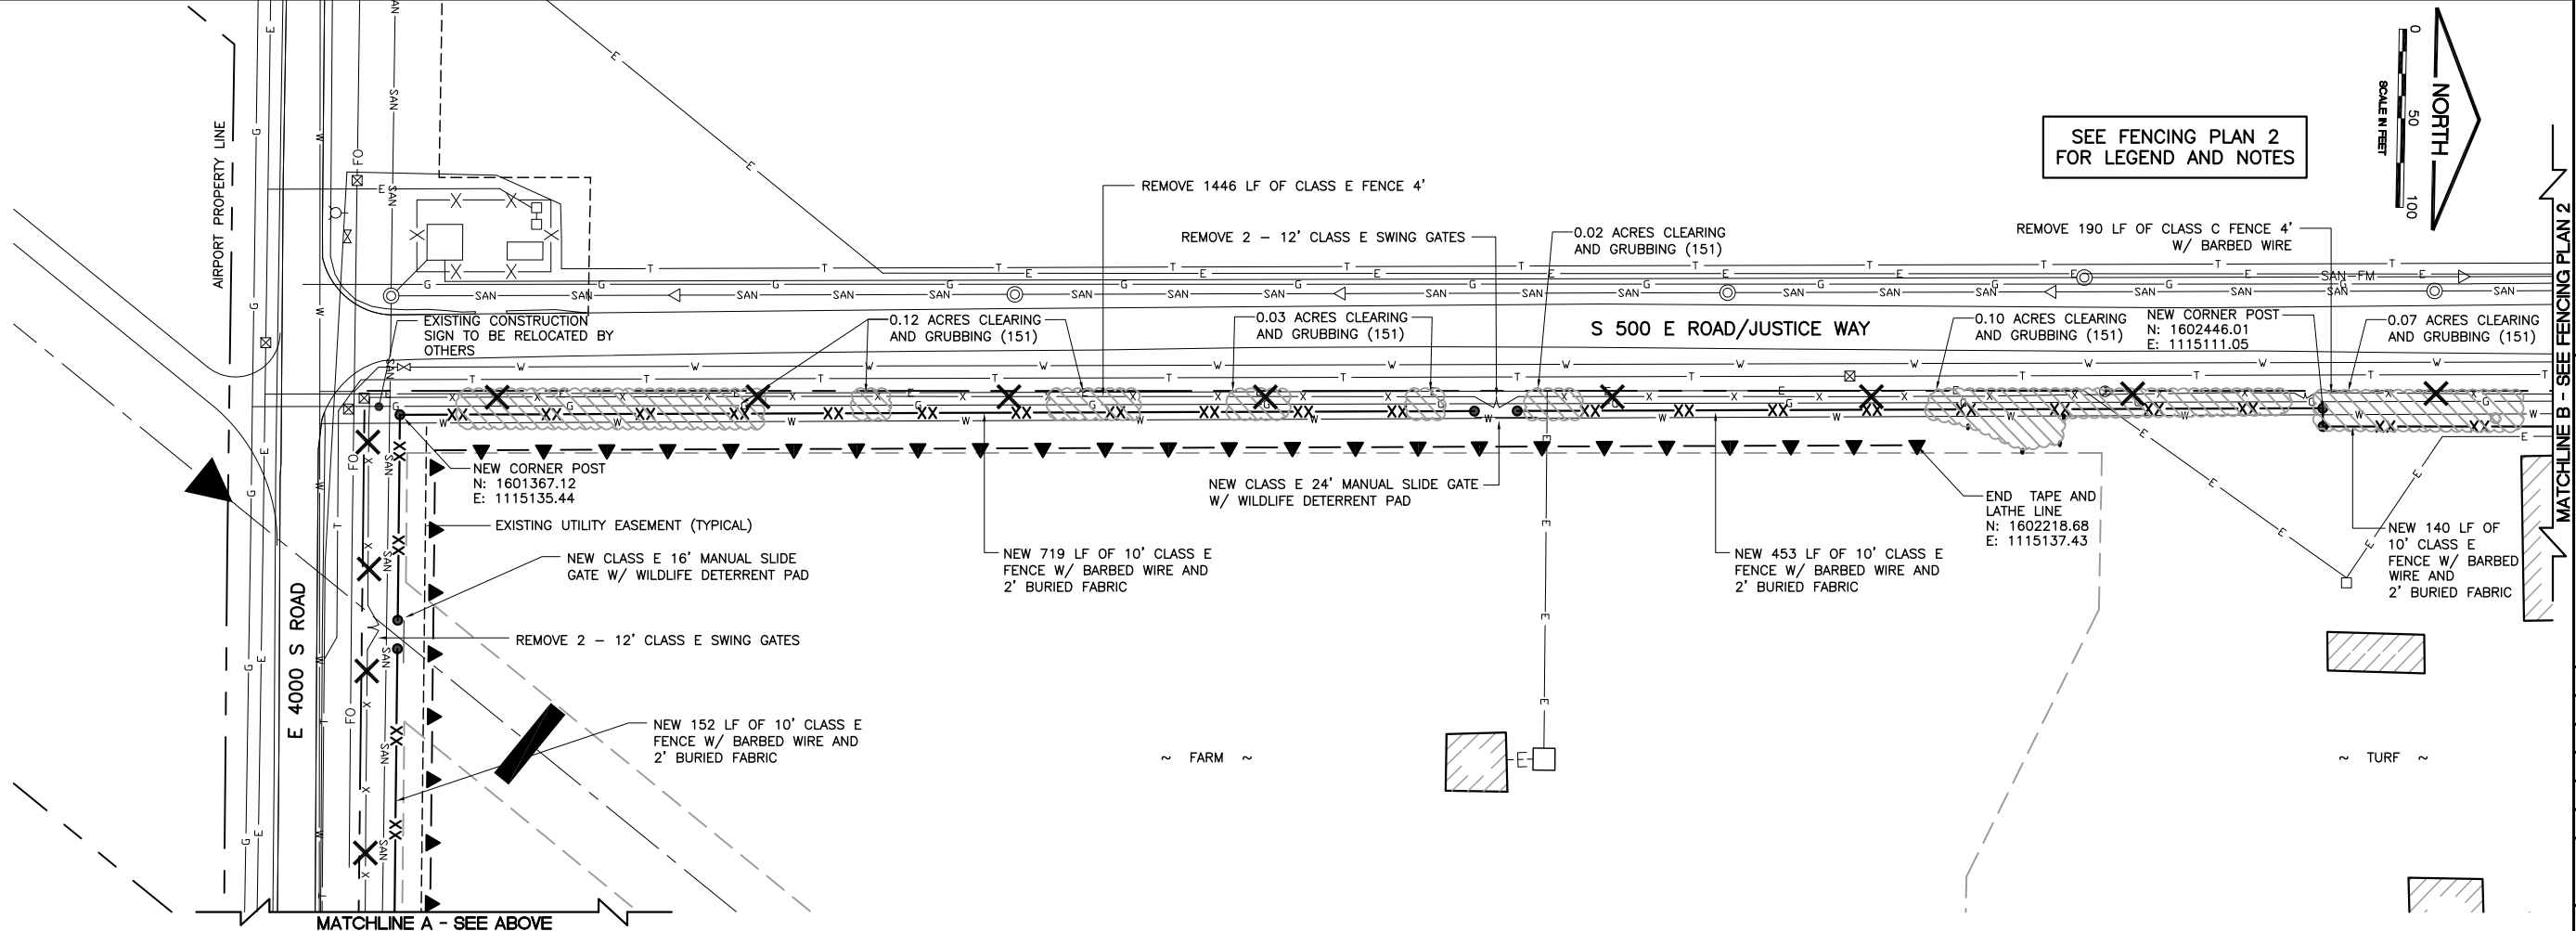 AIRPORT PROPERTY LINE
E 4000 S ROAD
MATCHLINE A - SEE ABOVE
EXISTING CONSTRUCTION
SIGN TO BE RELOCATED BY
OTHERS
0.12 ACRES CLEARING
AND GRUBBING (151)
REMOVE 1446 LF OF CLASS E FENCE 4'
REMOVE 2 - 12' CLASS E SWING GATES
0.03 ACRES CLEARING
AND GRUBBING (151)
0.02 ACRES CLEARING
AND GRUBBING (151)
S 500 E ROAD/JUSTICE WAY
SEE FENCING PLAN 2
FOR LEGEND AND NOTES
REMOVE 190 LF OF CLASS C FENCE 4'
W/ BARBED WIRE
0.10 ACRES CLEARING
AND GRUBBING (151)
NEW CORNER POST
N: 1602446.01
E: 1115111.05
0.07 ACRES CLEARING
AND GRUBBING (151)
NORTH
0 50 100
SCALE IN FEET
MATCHLINE B - SEE FENCING PLAN 2
NEW CORNER POST
N: 1601367.12
E: 1115135.44
EXISTING UTILITY EASEMENT (TYPICAL)
NEW CLASS E 16' MANUAL SLIDE
GATE W/ WILDLIFE DETERRENT PAD
REMOVE 2 - 12' CLASS E SWING GATES
NEW 152 LF OF 10' CLASS E
FENCE W/ BARBED WIRE AND
2' BURIED FABRIC
NEW 719 LF OF 10' CLASS E
FENCE W/ BARBED WIRE AND
2' BURIED FABRIC
NEW CLASS E 24' MANUAL SLIDE GATE
W/ WILDLIFE DETERRENT PAD
NEW 453 LF OF 10' CLASS E
FENCE W/ BARBED WIRE AND
2' BURIED FABRIC
END TAPE AND
LATHE LINE
N: 1602218.68
E: 1115137.43
NEW 140 LF OF
10' CLASS E
FENCE W/ BARBED
WIRE AND
2' BURIED FABRIC
~ FARM ~
~ TURF ~
SAN-FM